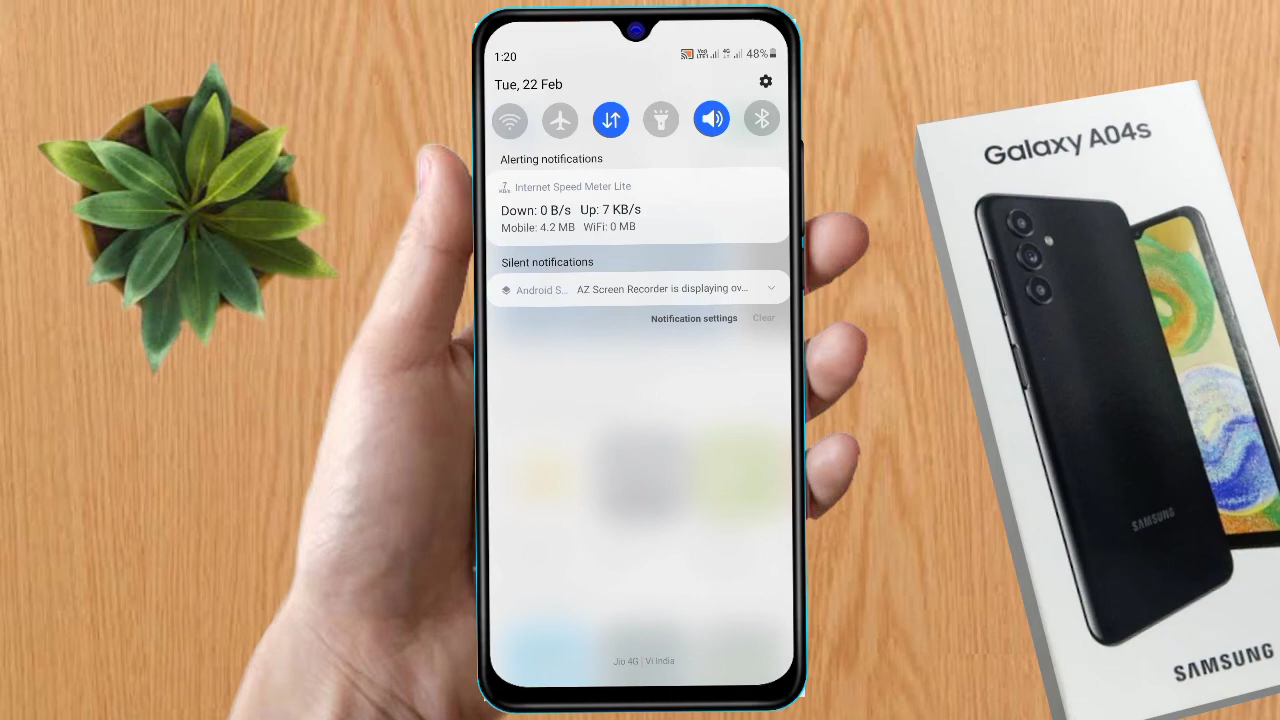 1:20
48%
Tue, 22 Feb
Alerting notifications
7
KB/s
Internet Speed Meter Lite
Down: 0 B/s Up: 7 KB/s
Mobile: 4.2 MB WiFi: 0 MB
Silent notifications
Android S... AZ Screen Recorder is displaying ov...
Notification settings Clear
Jio 4G | Vi India
Galaxy A04s
SAMSUNG
SAMSUNG